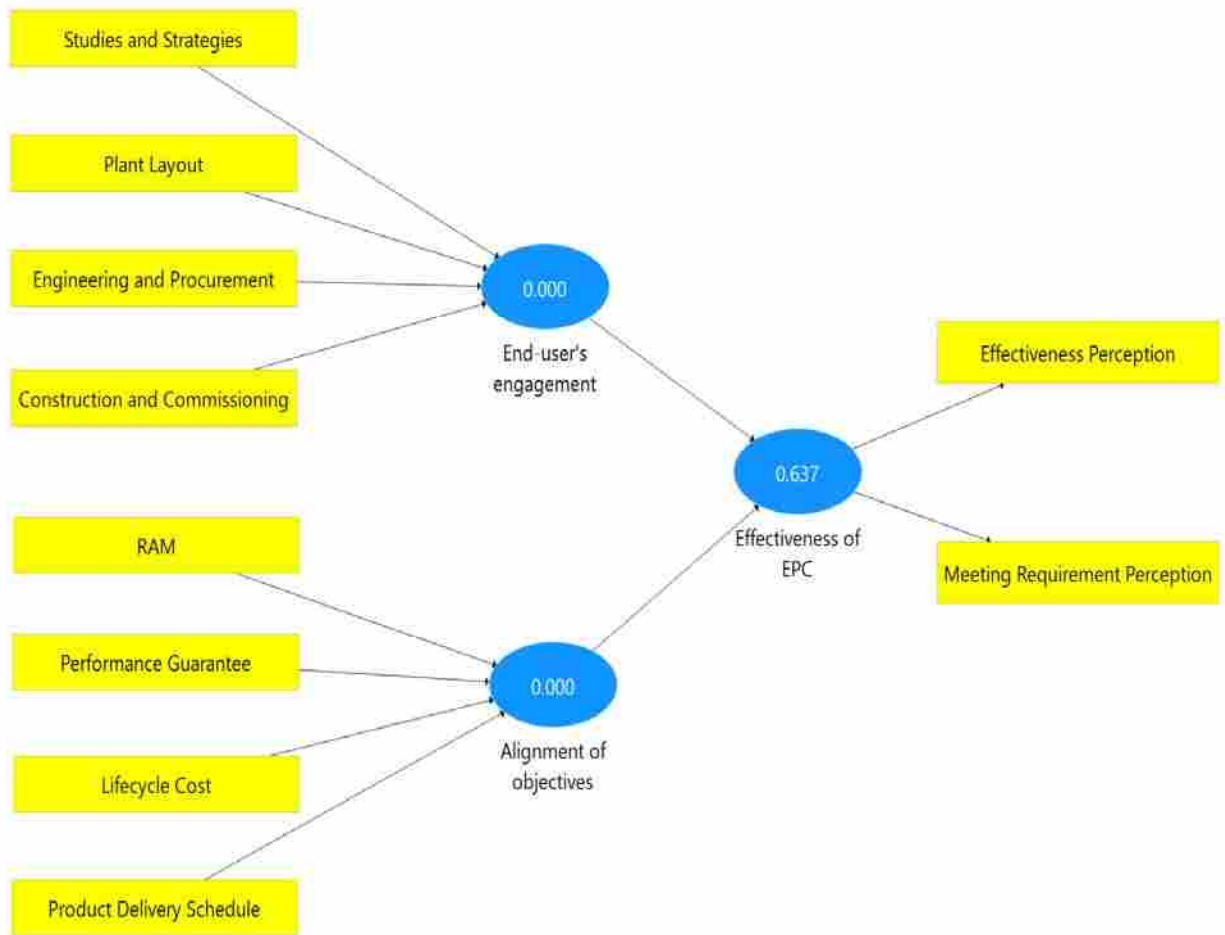 Studies and Strategies
Plant Layout
Engineering and Procurement
Construction and Commissioning
0.000
End-user's
engagement
Effectiveness Perception
0.637
Effectiveness of
EPC
Meeting Requirement Perception
RAM
Performance Guarantee
0.000
Alignment of
objectives
Lifecycle Cost
Product Delivery Schedule